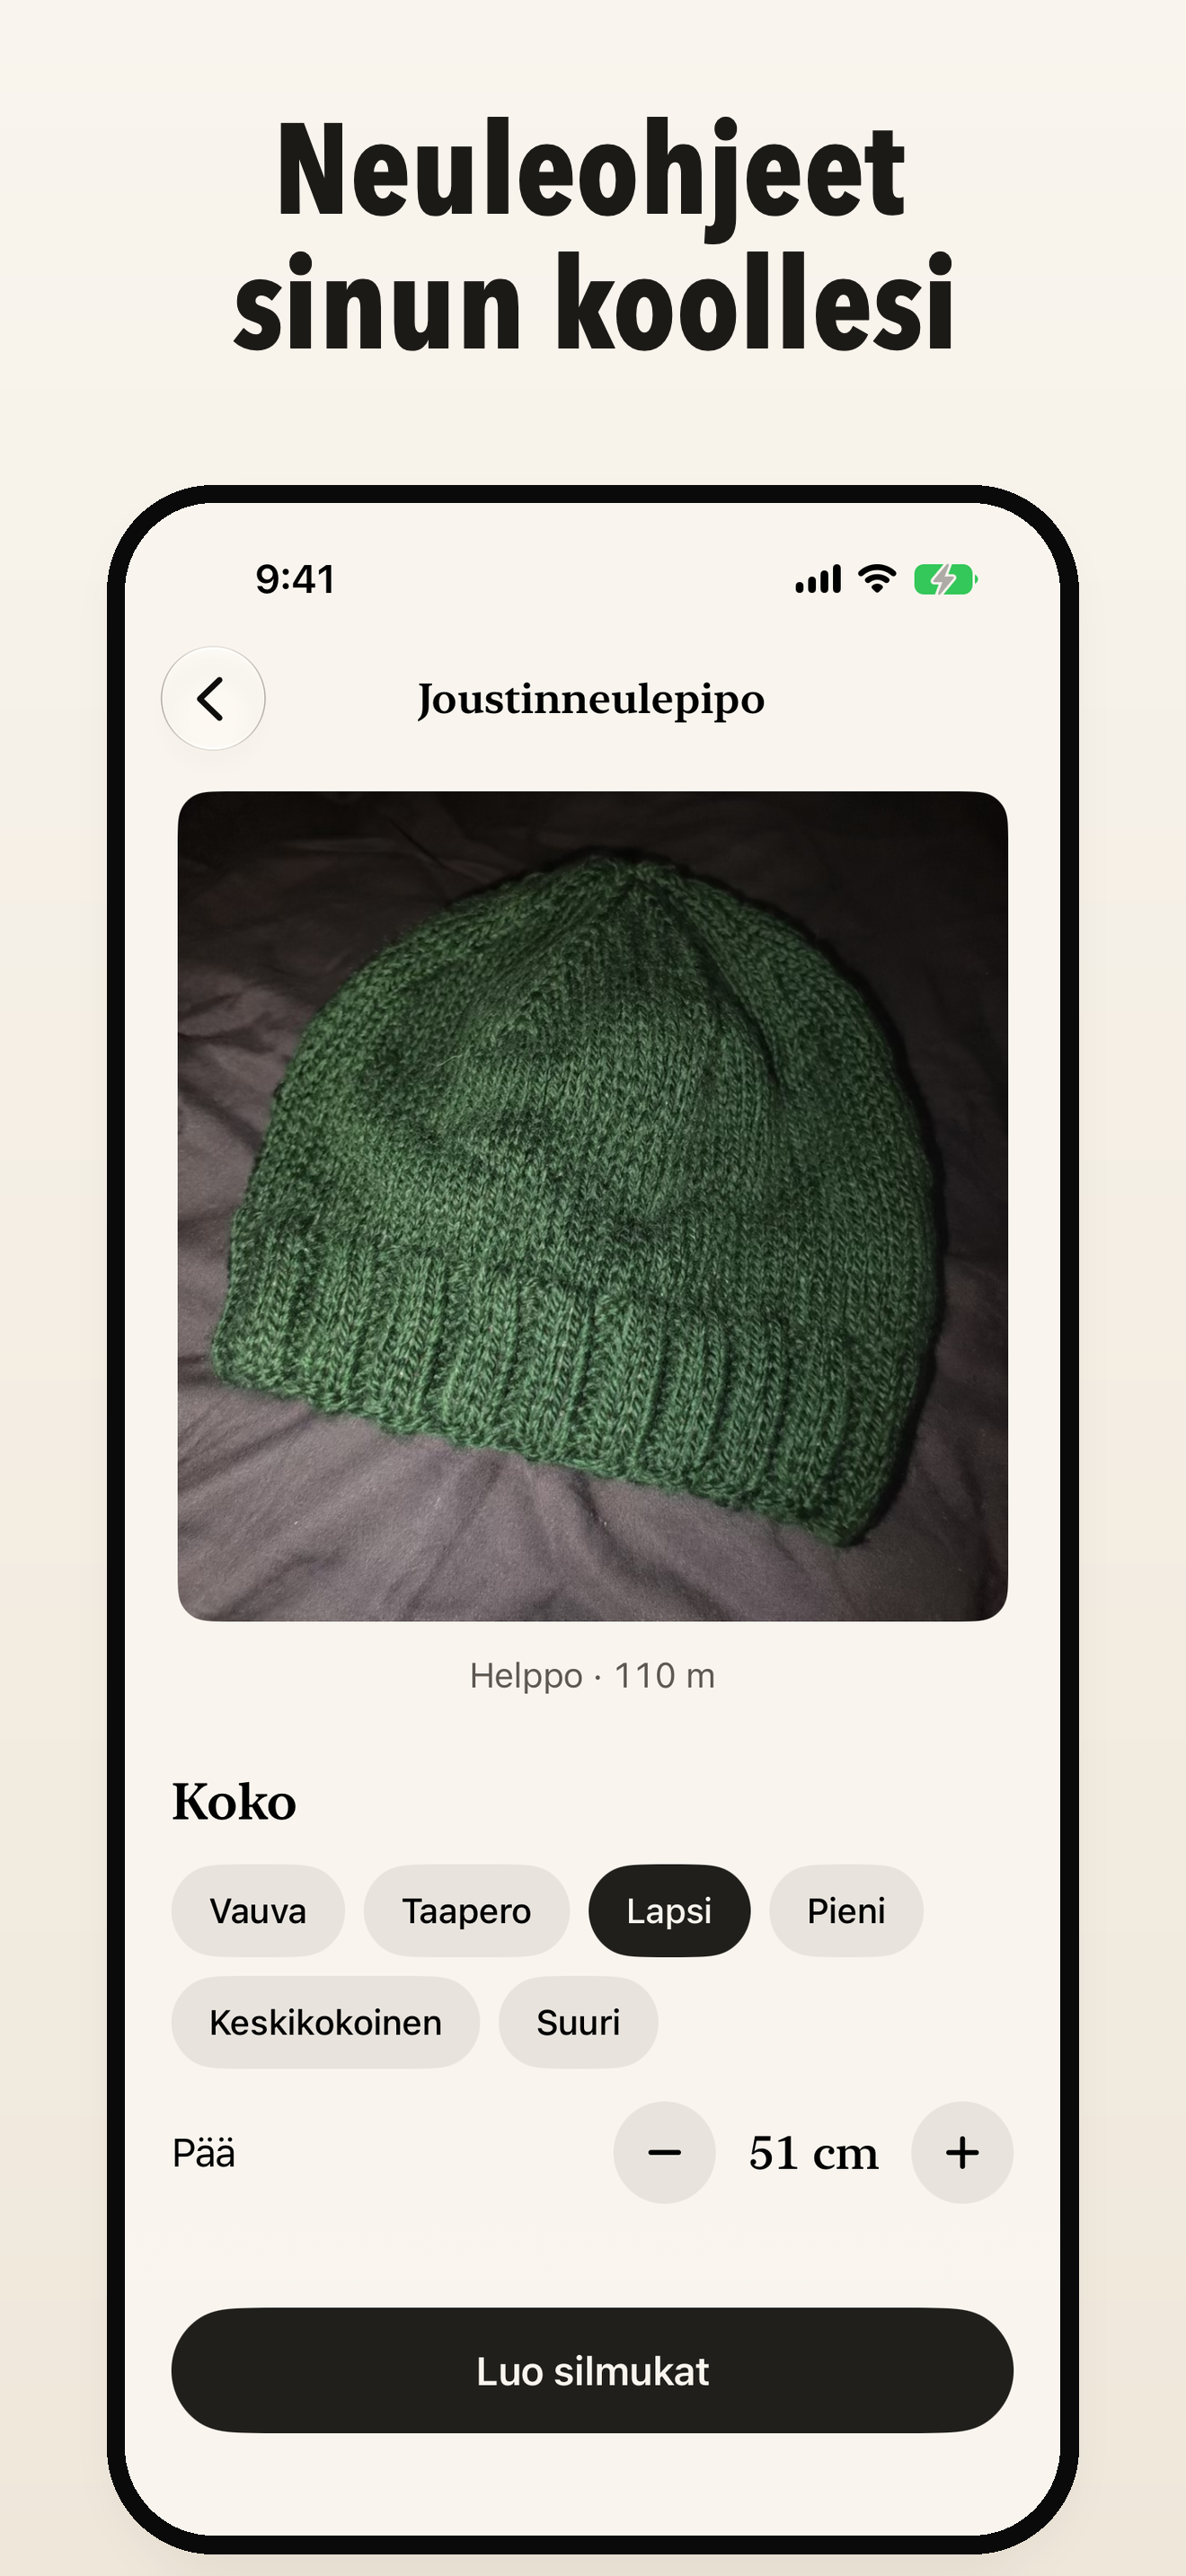 Neuleohjeet
sinun koollesi
9:41
Joustinneulepipo
Helppo · 110 m
Koko
Vauva
Taapero
Lapsi
Pieni
Keskikokoinen
Suuri
Pää
51 cm
Luo silmukat